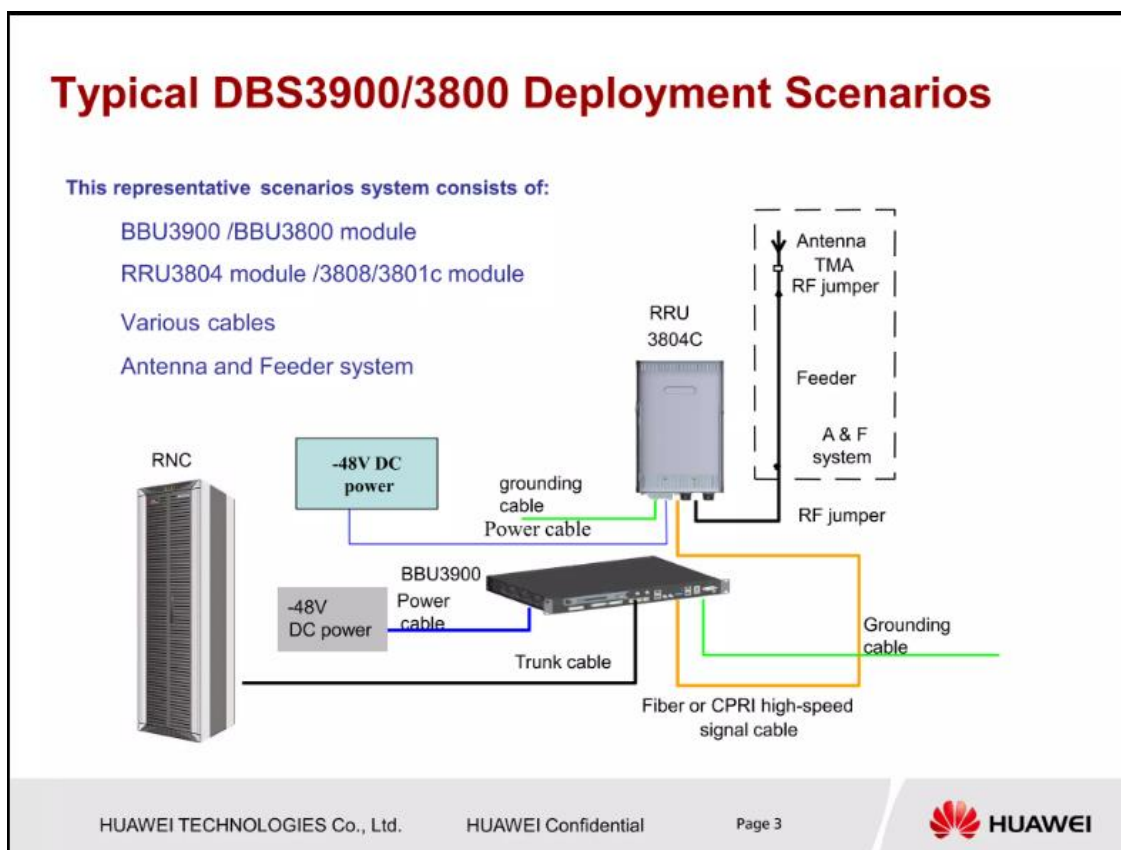 Typical DBS3900/3800 Deployment Scenarios
This representative scenarios system consists of:
BBU3900 /BBU3800 module
RRU3804 module /3808/3801c module
Various cables
Antenna and Feeder system
Antenna
TMA
RF jumper
RRU
3804C
Feeder
A & F
system
RNC
-48V DC
power
grounding
cable
Power cable
RF jumper
BBU3900
-48V
DC power
Power
cable
Trunk cable
Grounding
cable
Fiber or CPRI high-speed
signal cable
HUAWEI TECHNOLOGIES Co., Ltd.
HUAWEI Confidential
Page 3
HUAWEI